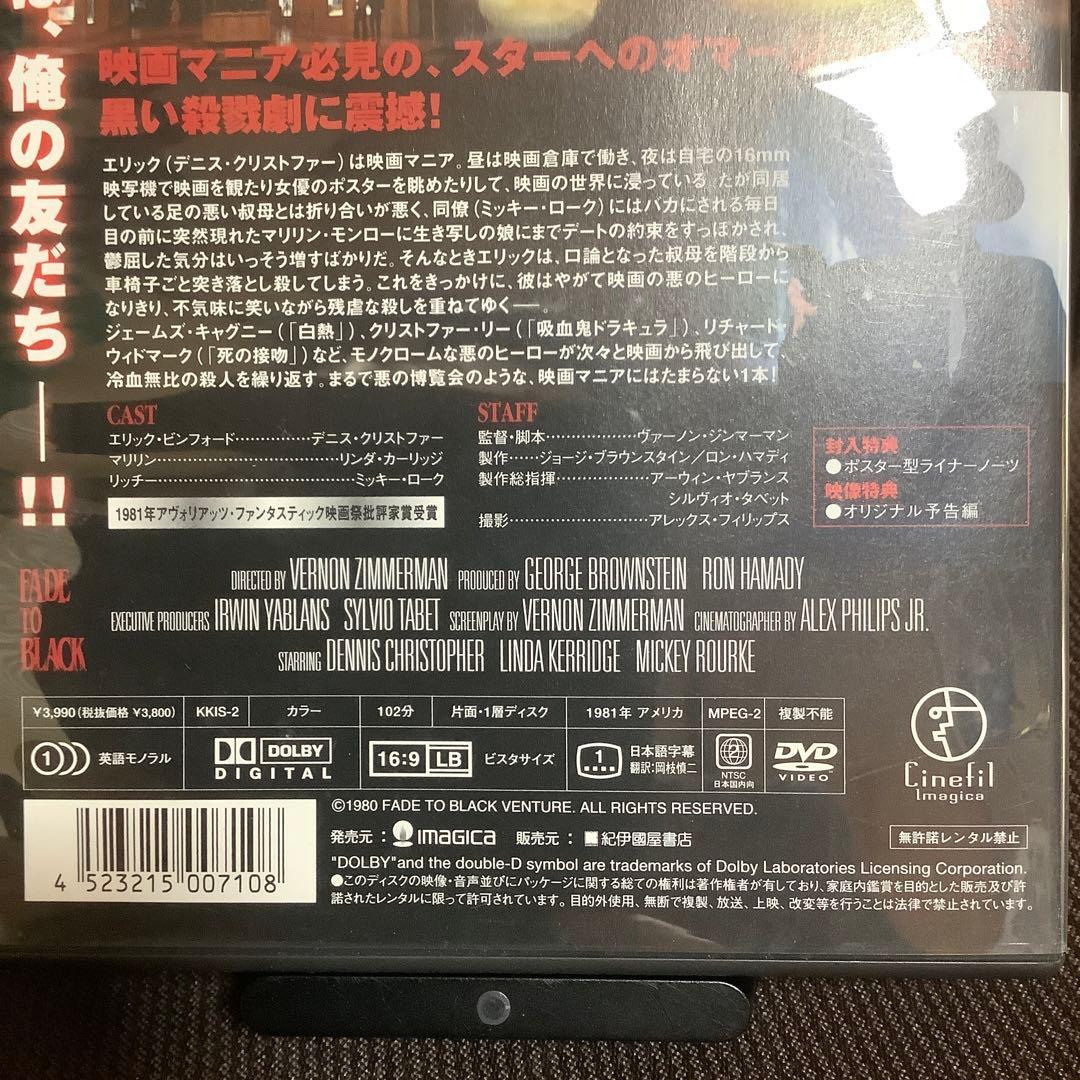 、俺の友だち——!!
映画マニア必見の、スターへのオマー
黒い殺戮劇に震撼!
エリック(デニス・クリストファー)は映画マニア。昼は映画倉庫で働き、夜は自宅の16mm
映写機で映画を観たり女優のポスターを眺めたりして、映画の世界に浸っている。だが同居
している足の悪い叔母とは折り合いが悪く、同僚(ミッキー・ローク)にはバカにされる毎日。
目の前に突然現れたマリリン・モンローに生き写しの娘にまでデートの約束をすっぽかされ、
鬱屈した気分はいっそう増すばかりだ。そんなときエリックは、口論となった叔母を階段から
車椅子ごと突き落とし殺してしまう。これをきっかけに、彼はやがて映画の悪のヒーローに
なりきり、不気味に笑いながら残虐な殺しを重ねてゆく——。
ジェームズ・キャグニー(「白熱」)、クリストファー・リー(「吸血鬼ドラキュラ」)、リチャード・
ウィドマーク(「死の接吻」)など、モノクロームな悪のヒーローが次々と映画から飛び出して、
冷血無比の殺人を繰り返す。まるで悪の博覧会のような、映画マニアにはたまらない1本!
CAST
エリック・ビンフォード……………デニス・クリストファー
マリリン……………………………リンダ・カーリッジ
リッチー……………………………ミッキー・ローク
1981年アヴォリアッツ・ファンタスティック映画祭批評家賞受賞
STAFF
監督・脚本………………ヴァーノン・ジンマーマン
製作……ジョージ・ブラウンスタイン/ロン・ハマディ
製作総指揮………………アーウィン・ヤブランス
シルヴィオ・タベット
撮影………………………アレックス・フィリップス
封入特典
●ポスター型ライナーノーツ
映像特典
●オリジナル予告編
FADE
TO
BLACK
DIRECTED BY VERNON ZIMMERMAN PRODUCED BY GEORGE BROWNSTEIN RON HAMADY
EXECUTIVE PRODUCERS IRWIN YABLANS SYLVIO TABET SCREENPLAY BY VERNON ZIMMERMAN CINEMATOGRAPHER BY ALEX PHILIPS JR.
STARRING DENNIS CHRISTOPHER LINDA KERRIDGE MICKEY ROURKE
¥3,990(税抜価格 ¥3,800) KKIS-2 カラー 102分 片面・1層ディスク 1981年 アメリカ MPEG-2 複製不能
1 英語モノラル DOLBY DIGITAL 16:9 LB ビスタサイズ 1 日本語字幕 翻訳:岡枝慎二 2 NTSC 日本国内向 DVD VIDEO
Cinefil
Imagica
©1980 FADE TO BLACK VENTURE. ALL RIGHTS RESERVED.
発売元:IMAGICA 販売元:紀伊國屋書店
無許諾レンタル禁止
"DOLBY"and the double-D symbol are trademarks of Dolby Laboratories Licensing Corporation.
●このディスクの映像・音声並びにパッケージに関する総ての権利は著作権者が有しており、家庭内鑑賞を目的とした販売及び許
諾されたレンタルに限って許可されています。目的外使用、無断で複製、放送、上映、改変等を行うことは法律で禁止されています。
4 523215 007108